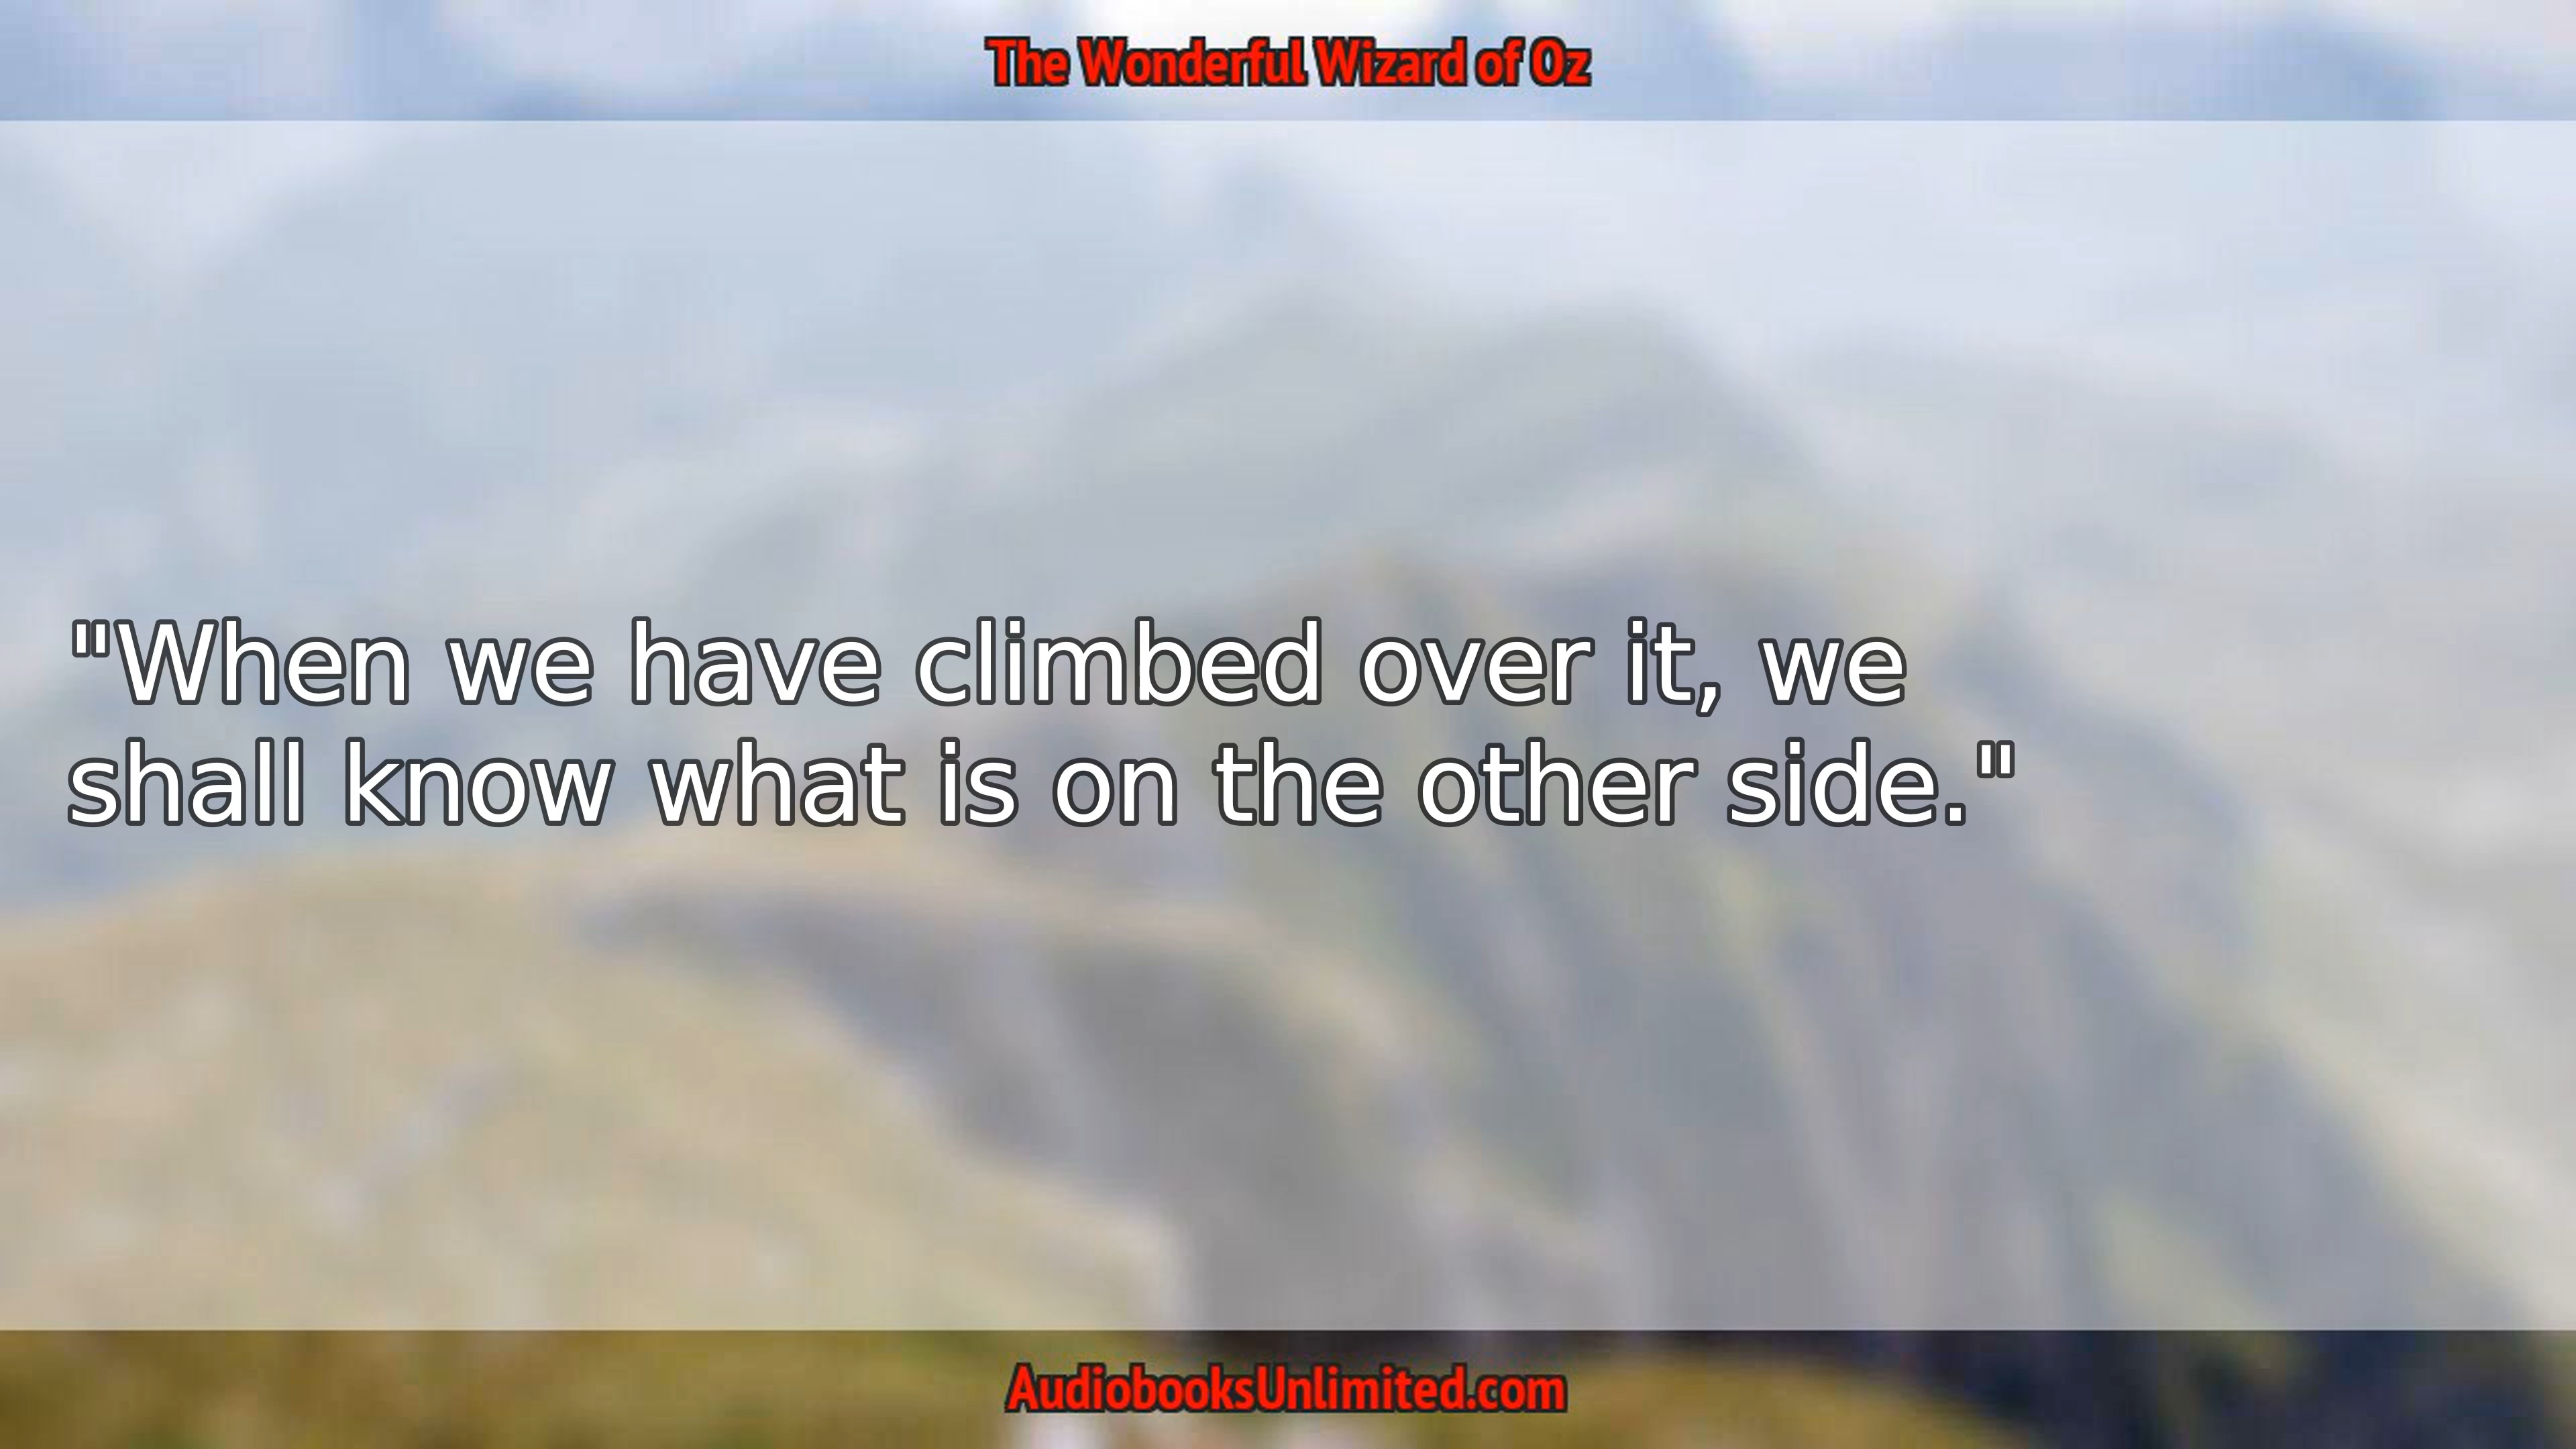 The Wonderful Wizard of Oz
"When we have climbed over it, we
shall know what is on the other side."
AudiobooksUnlimited.com